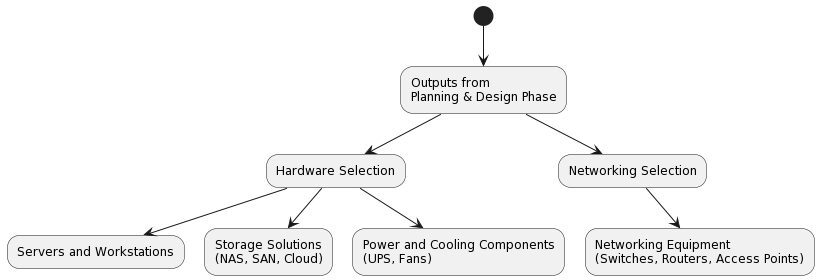 Outputs from
Planning & Design Phase
Hardware Selection
Networking Selection
Servers and Workstations
Storage Solutions
(NAS, SAN, Cloud)
Power and Cooling Components
(UPS, Fans)
Networking Equipment
(Switches, Routers, Access Points)